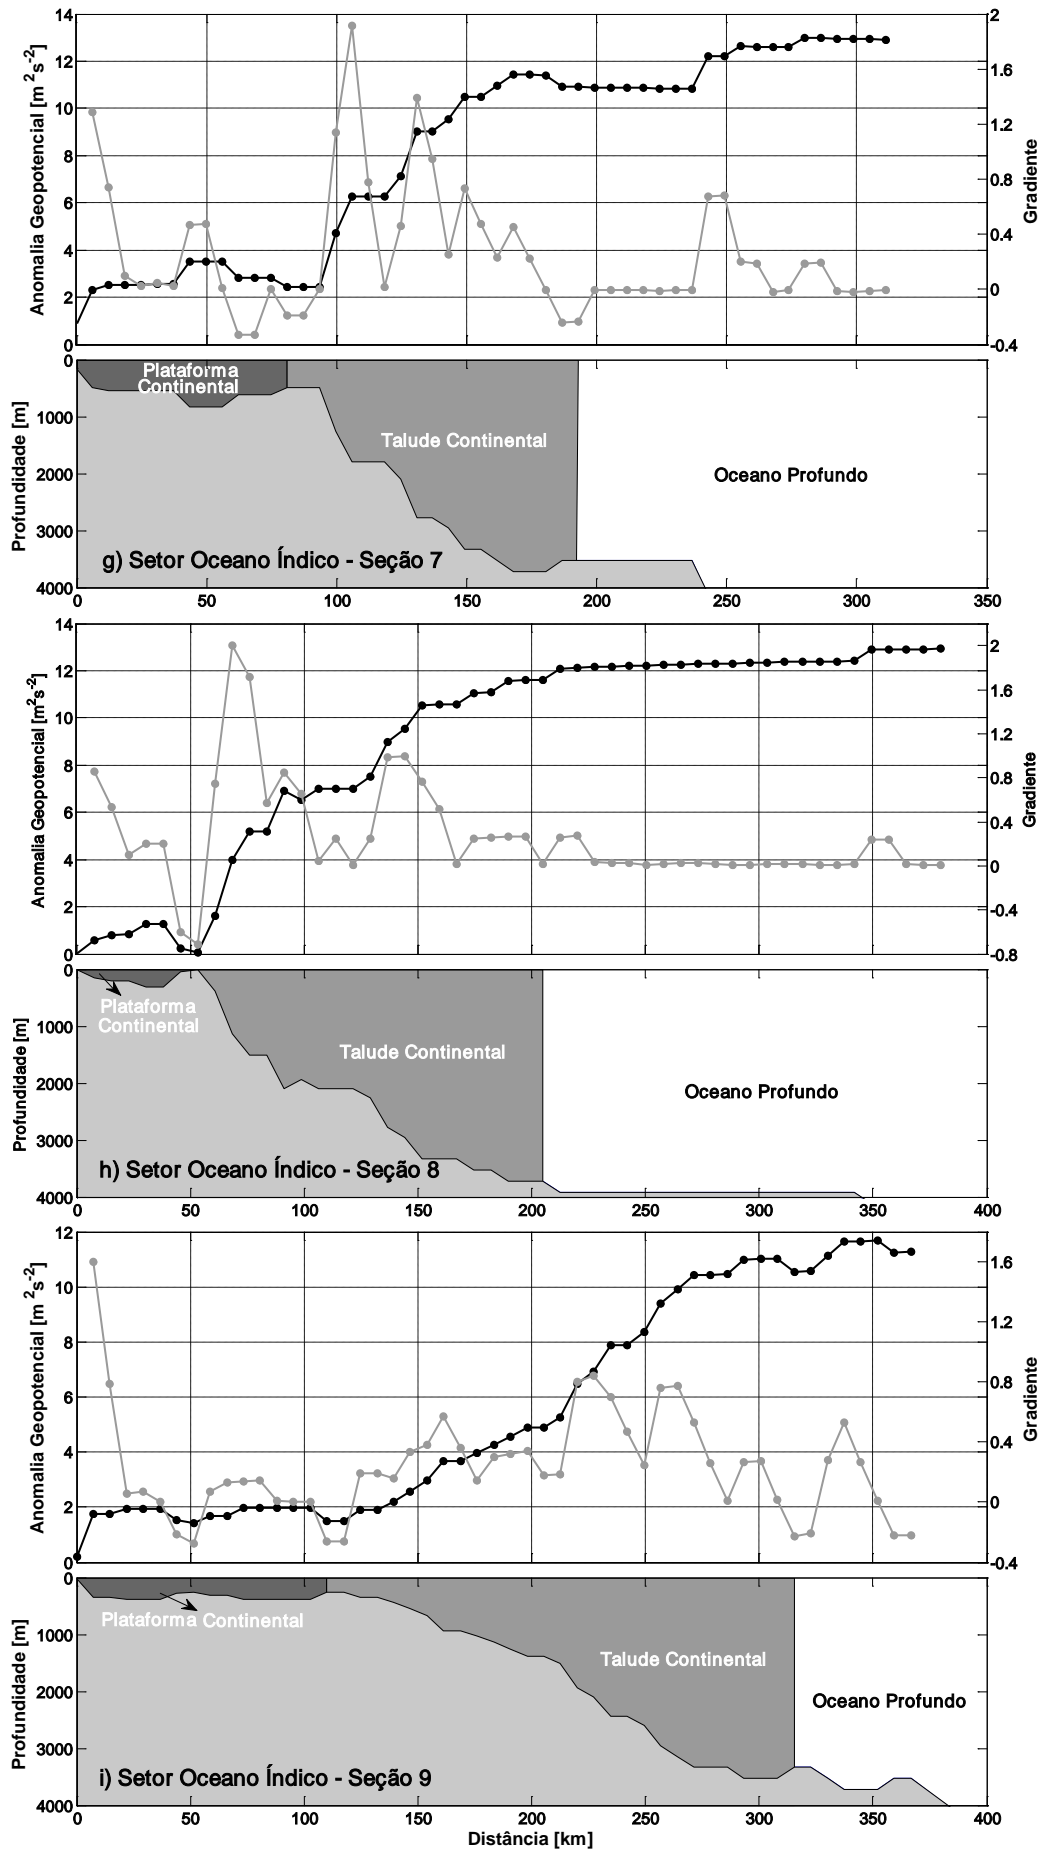 14
12
10
8
6
4
2
0
Anomalia Geopotencial [m ²s⁻²]
2
1.6
1.2
0.8
0.4
0
-0.4
Gradiente
0
1000
2000
3000
4000
Profundidade [m]
Plataforma
Continental
Talude Continental
Oceano Profundo
g) Setor Oceano Índico - Seção 7
0 50 100 150 200 250 300 350
14
12
10
8
6
4
2
0
Anomalia Geopotencial [m²s⁻²]
2
1.6
1.2
0.8
0.4
0
-0.4
-0.8
Gradiente
0
1000
2000
3000
4000
Profundidade [m]
Plataforma
Continental
Talude Continental
Oceano Profundo
h) Setor Oceano Índico - Seção 8
0 50 100 150 200 250 300 350 400
12
10
8
6
4
2
0
Anomalia Geopotencial [m ²s⁻²]
1.6
1.2
0.8
0.4
0
-0.4
Gradiente
0
1000
2000
3000
4000
Profundidade [m]
Plataforma Continental
Talude Continental
Oceano Profundo
i) Setor Oceano Índico - Seção 9
0 50 100 150 200 250 300 350 400
Distância [km]